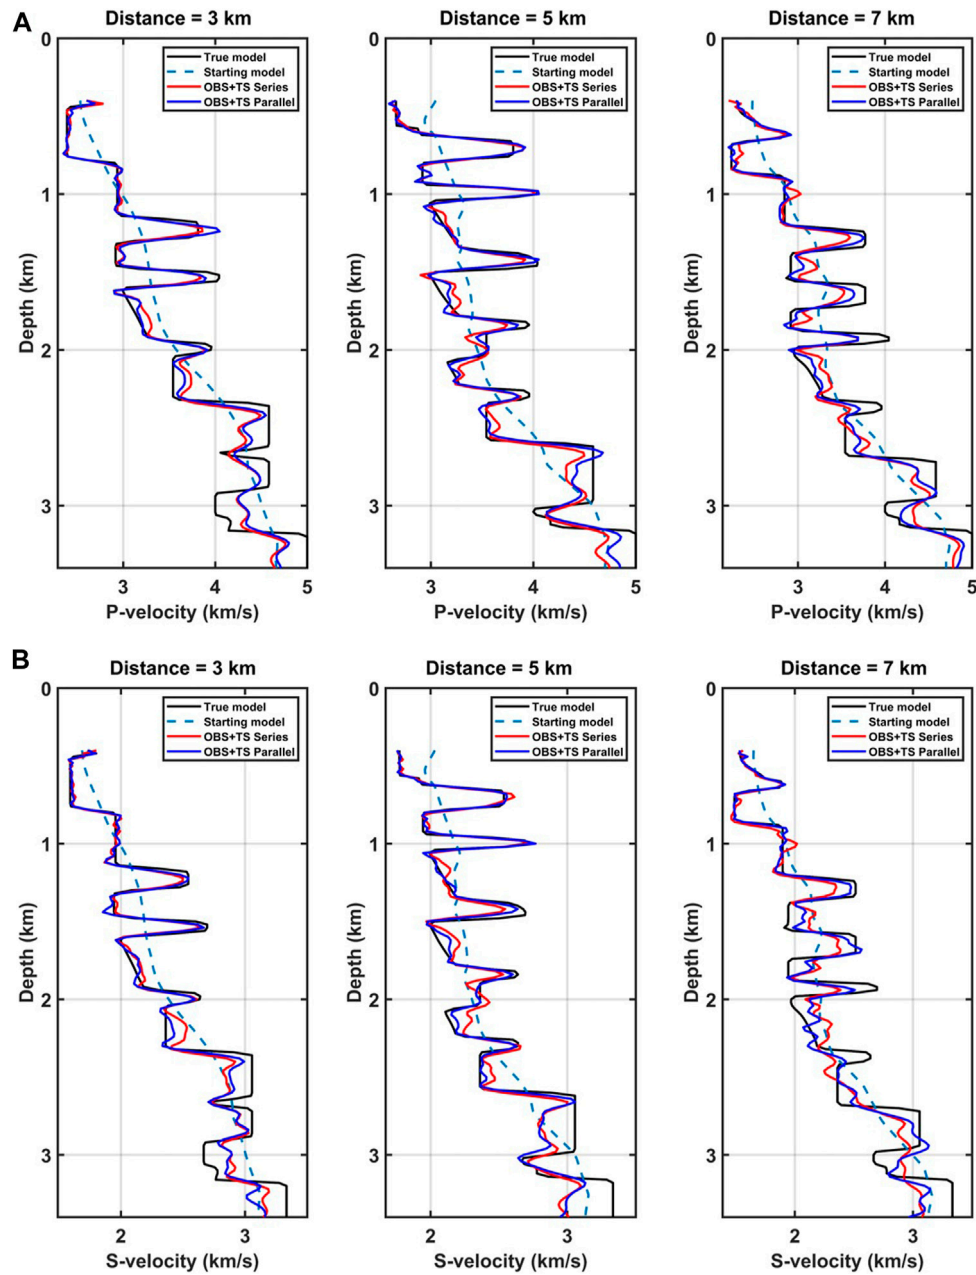 A
Distance = 3 km
Distance = 5 km
Distance = 7 km
True model
Starting model
OBS+TS Series
OBS+TS Parallel
True model
Starting model
OBS+TS Series
OBS+TS Parallel
True model
Starting model
OBS+TS Series
OBS+TS Parallel
Depth (km)
0
1
2
3
Depth (km)
0
1
2
3
Depth (km)
0
1
2
3
3 4 5
3 4 5
3 4 5
P-velocity (km/s)
P-velocity (km/s)
P-velocity (km/s)
B
Distance = 3 km
Distance = 5 km
Distance = 7 km
True model
Starting model
OBS+TS Series
OBS+TS Parallel
True model
Starting model
OBS+TS Series
OBS+TS Parallel
True model
Starting model
OBS+TS Series
OBS+TS Parallel
Depth (km)
0
1
2
3
Depth (km)
0
1
2
3
Depth (km)
0
1
2
3
2 3
2 3
2 3
S-velocity (km/s)
S-velocity (km/s)
S-velocity (km/s)